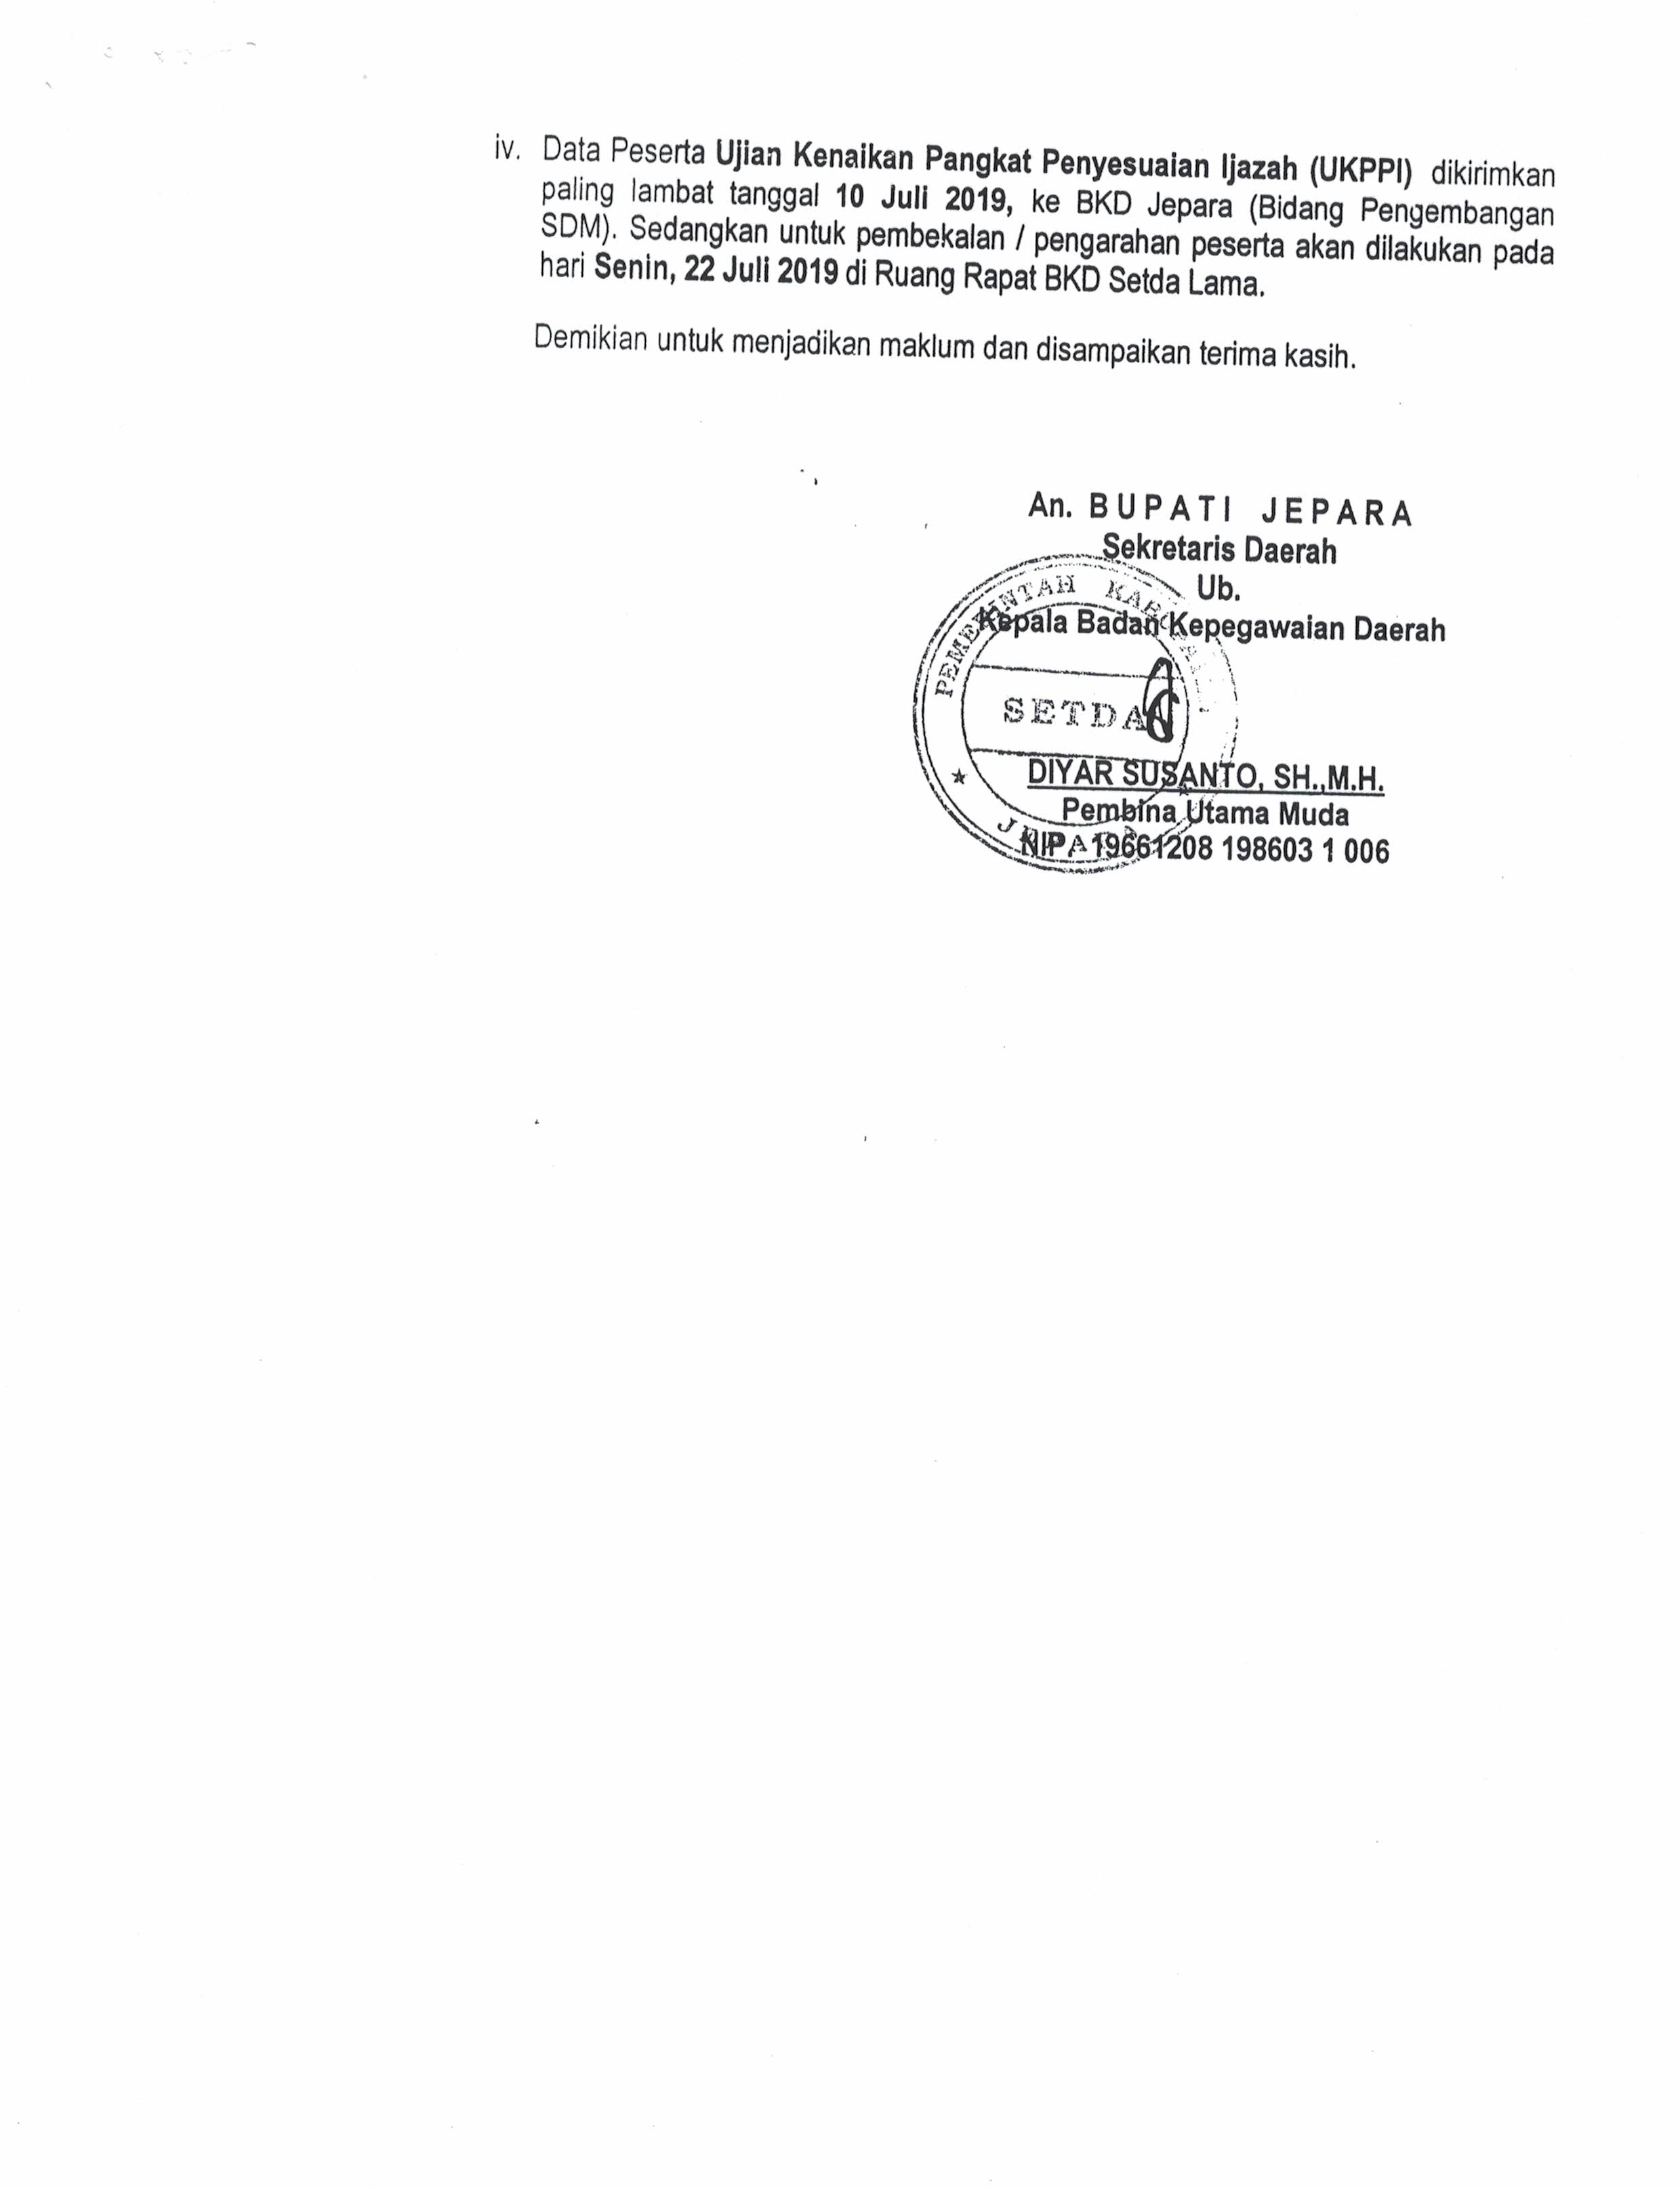 iv. Data Peserta Ujian Kenaikan Pangkat Penyesuaian Ijazah (UKPPI) dikirimkan
paling lambat tanggal 10 Juli 2019, ke BKD Jepara (Bidang Pengembangan
SDM). Sedangkan untuk pembekalan / pengarahan peserta akan dilakukan pada
hari Senin, 22 Juli 2019 di Ruang Rapat BKD Setda Lama.
Demikian untuk menjadikan maklum dan disampaikan terima kasih.
An. BUPATI JEPARA
Sekretaris Daerah
Ub.
Kepala Badan Kepegawaian Daerah
PEMERINTAH
SETDA
DIYAR SUSANTO, SH.,M.H.
Pembina Utama Muda
NIP 19661208 198603 1 006